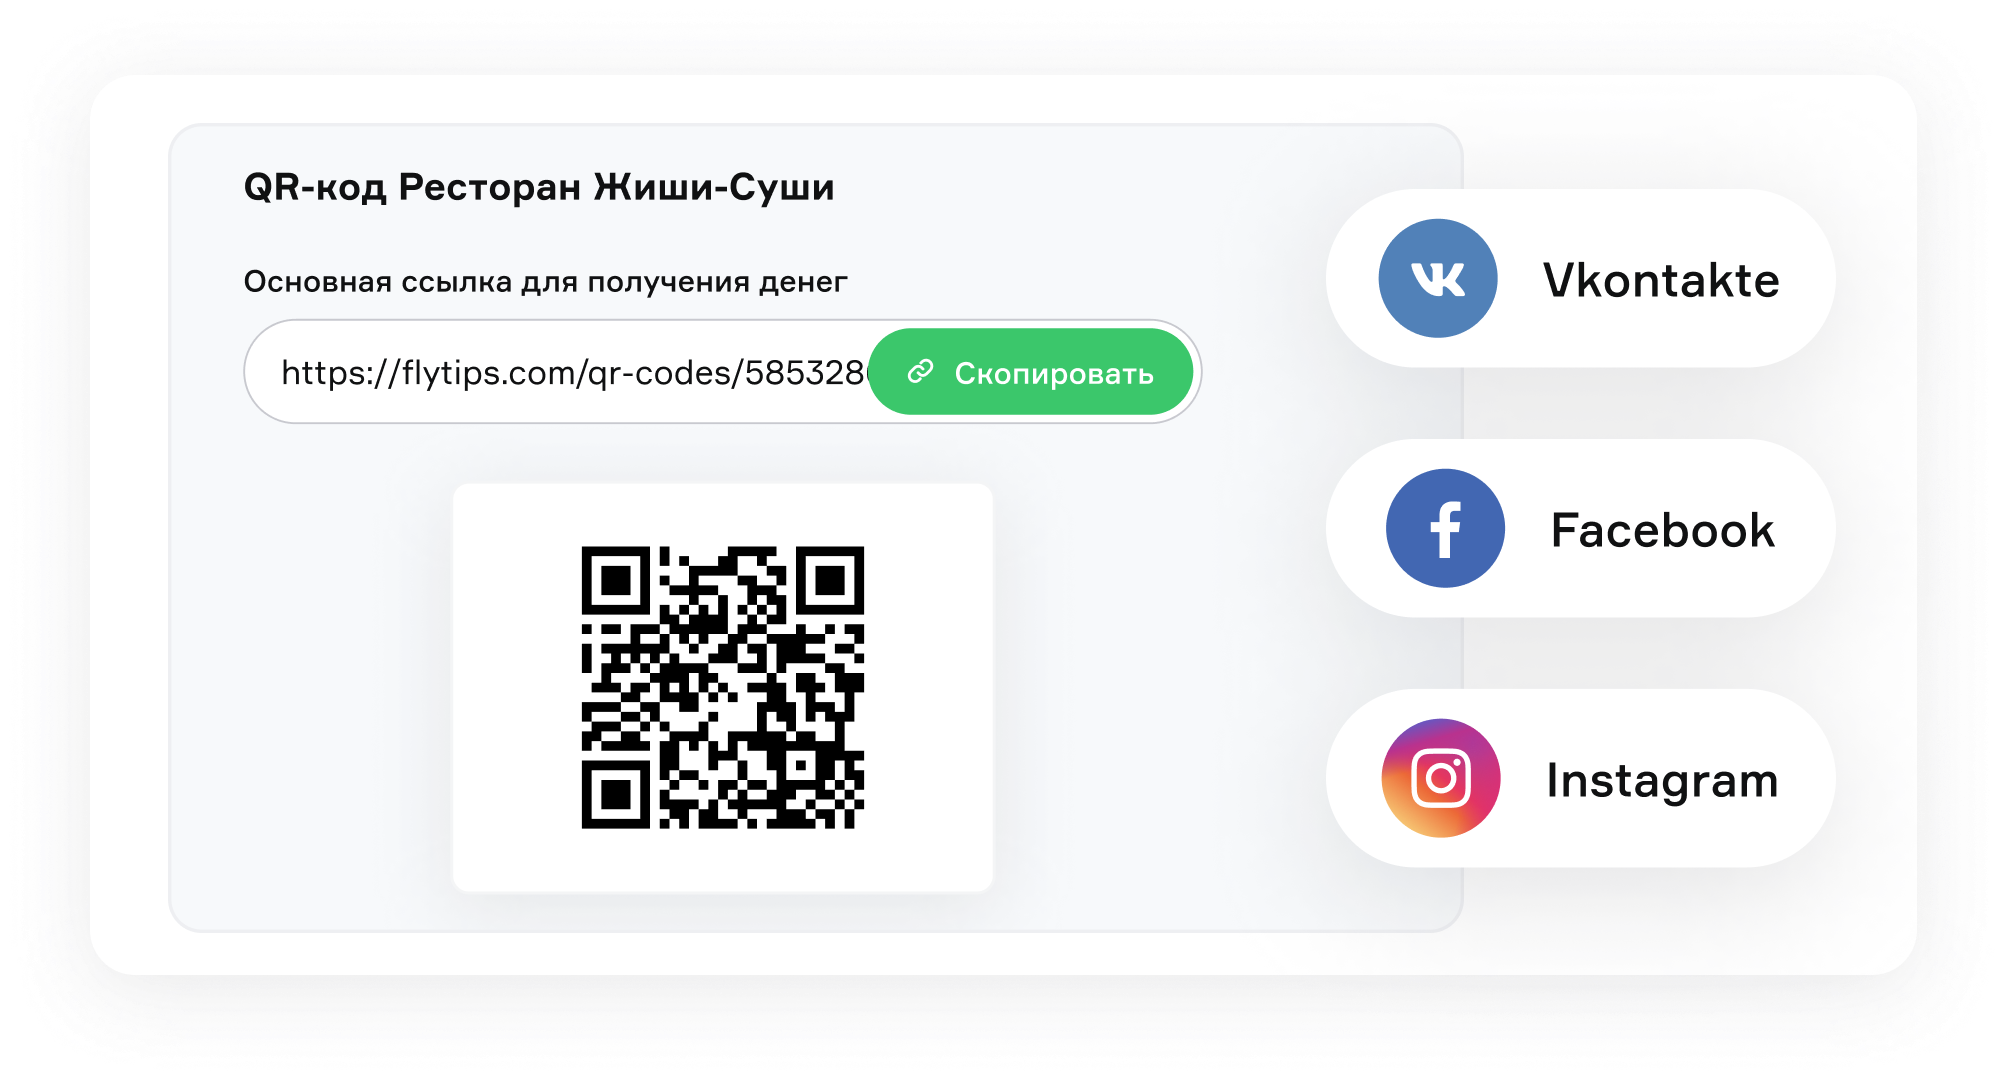 QR-код Ресторан Жиши-Суши
Основная ссылка для получения денег
https://flytips.com/qr-codes/585328
Скопировать
Vkontakte
Facebook
Instagram